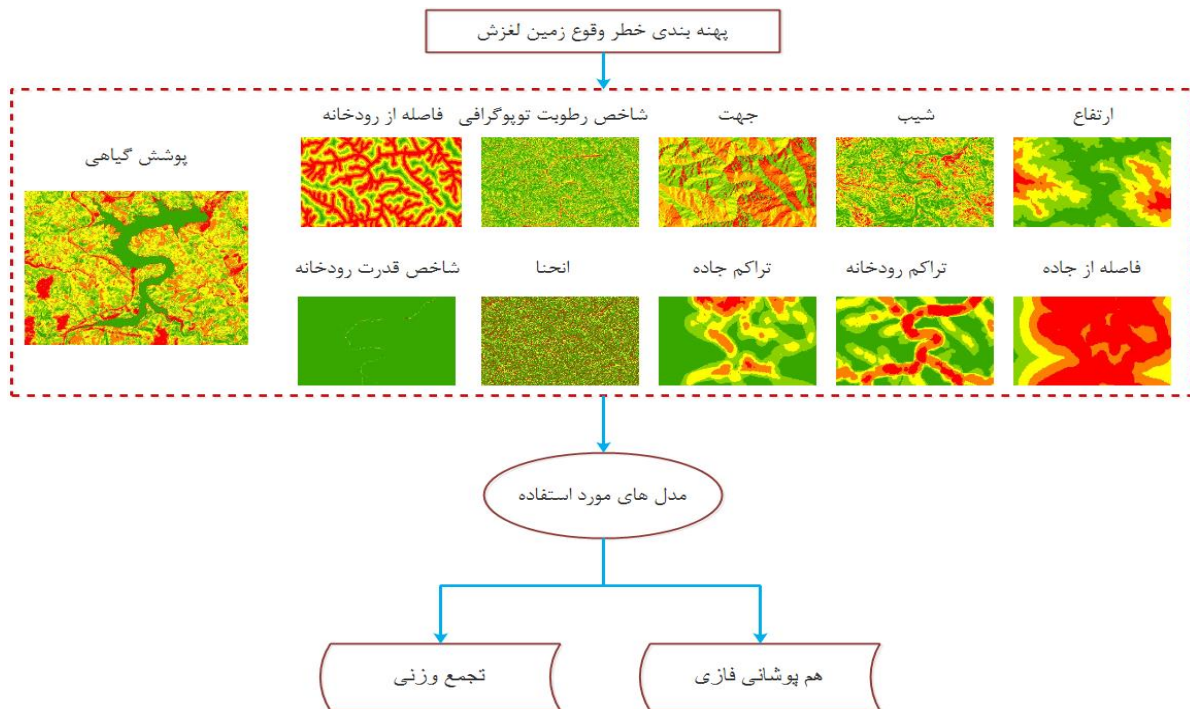 پهنه بندی خطر وقوع زمین لغزش
ارتفاع
شیب
جهت
شاخص رطوبت توپوگرافی
فاصله از رودخانه
پوشش گیاهی
فاصله از جاده
تراکم رودخانه
تراکم جاده
انحنا
شاخص قدرت رودخانه
مدل های مورد استفاده
هم پوشانی فازی
تجمع وزنی